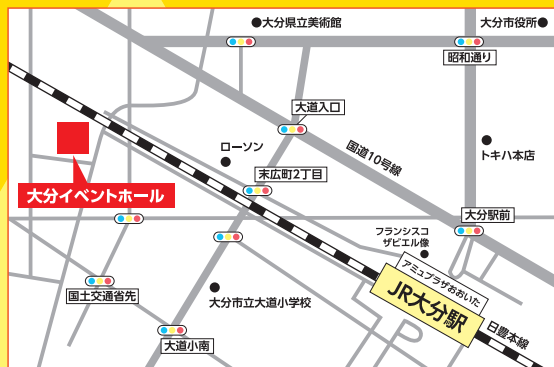 ●大分県立美術館
大分市役所●
昭和通り
大道入口
国道10号線
ローソン
トキハ本店
末広町2丁目
大分イベントホール
大分駅前
フランシスコ
ザビエル像
アミュプラザおおいた
JR大分駅
国土交通省先
大分市立大道小学校
日豊本線
大道小南